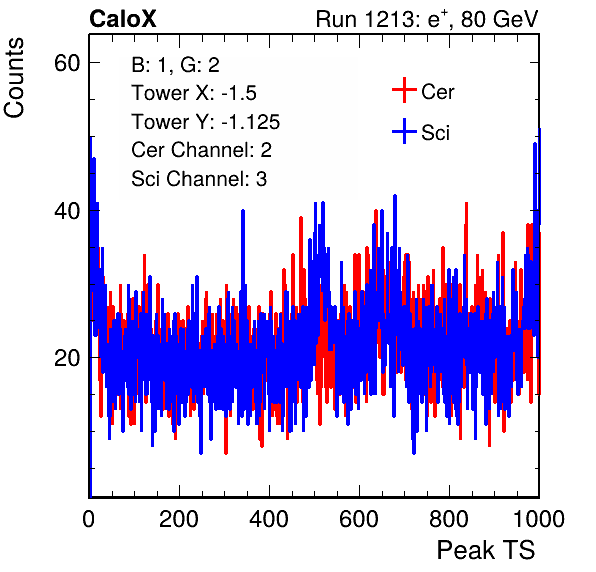 CaloX
Run 1213: e+, 80 GeV
Counts
B: 1, G: 2
Tower X: -1.5
Tower Y: -1.125
Cer Channel: 2
Sci Channel: 3
Cer
Sci
60
40
20
0 200 400 600 800 1000
Peak TS